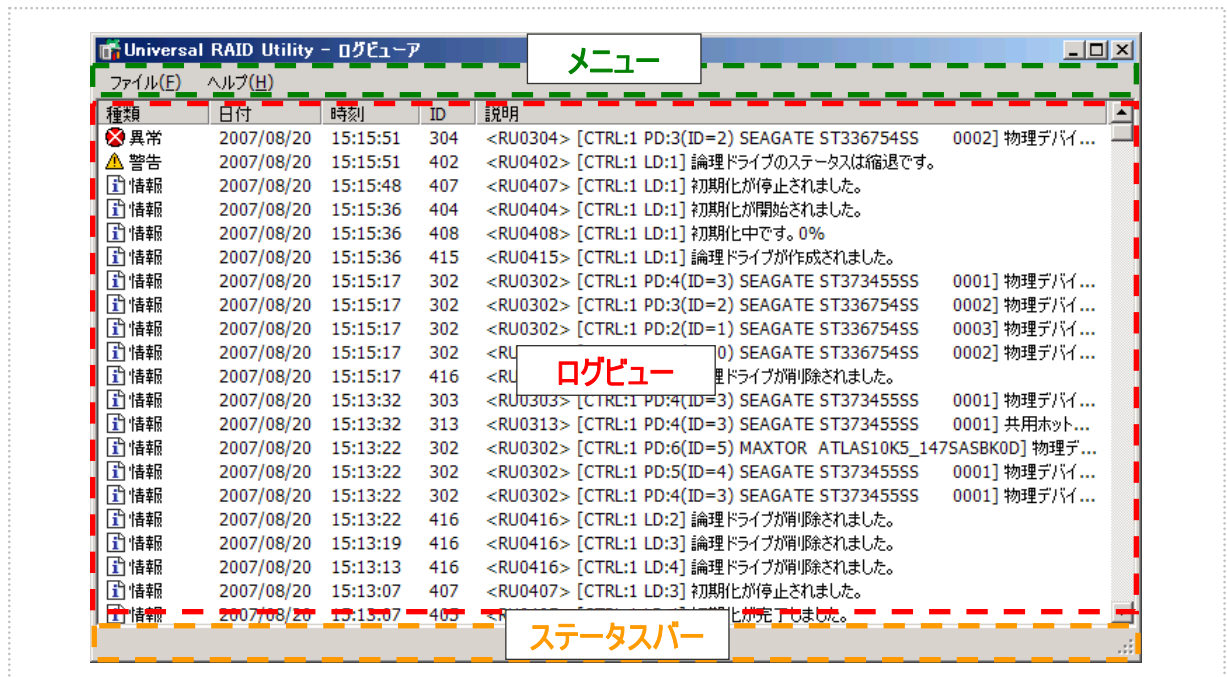 Universal RAID Utility - ログビューア
メニュー
ファイル(F) ヘルプ(H)
種類 日付 時刻 ID 説明
異常 2007/08/20 15:15:51 304 <RU0304> [CTRL:1 PD:3(ID=2) SEAGATE ST336754SS 0002] 物理デバイ...
警告 2007/08/20 15:15:51 402 <RU0402> [CTRL:1 LD:1] 論理ドライブのステータスは縮退です。
情報 2007/08/20 15:15:48 407 <RU0407> [CTRL:1 LD:1] 初期化が停止されました。
情報 2007/08/20 15:15:36 404 <RU0404> [CTRL:1 LD:1] 初期化が開始されました。
情報 2007/08/20 15:15:36 408 <RU0408> [CTRL:1 LD:1] 初期化中です。0%
情報 2007/08/20 15:15:36 415 <RU0415> [CTRL:1 LD:1] 論理ドライブが作成されました。
情報 2007/08/20 15:15:17 302 <RU0302> [CTRL:1 PD:4(ID=3) SEAGATE ST373455SS 0001] 物理デバイ...
情報 2007/08/20 15:15:17 302 <RU0302> [CTRL:1 PD:3(ID=2) SEAGATE ST336754SS 0002] 物理デバイ...
情報 2007/08/20 15:15:17 302 <RU0302> [CTRL:1 PD:2(ID=1) SEAGATE ST336754SS 0003] 物理デバイ...
情報 2007/08/20 15:15:17 302 <RU 0) SEAGATE ST336754SS 0002] 物理デバイ...
ログビュー
情報 2007/08/20 15:15:17 416 <RU 理ドライブが削除されました。
情報 2007/08/20 15:13:32 303 <RU0303> [CTRL:1 PD:4(ID=3) SEAGATE ST373455SS 0001] 物理デバイ...
情報 2007/08/20 15:13:32 313 <RU0313> [CTRL:1 PD:4(ID=3) SEAGATE ST373455SS 0001] 共用ホット...
情報 2007/08/20 15:13:22 302 <RU0302> [CTRL:1 PD:6(ID=5) MAXTOR ATLAS10K5_147SASBK0D] 物理デ...
情報 2007/08/20 15:13:22 302 <RU0302> [CTRL:1 PD:5(ID=4) SEAGATE ST373455SS 0001] 物理デバイ...
情報 2007/08/20 15:13:22 302 <RU0302> [CTRL:1 PD:4(ID=3) SEAGATE ST373455SS 0001] 物理デバイ...
情報 2007/08/20 15:13:22 416 <RU0416> [CTRL:1 LD:2] 論理ドライブが削除されました。
情報 2007/08/20 15:13:19 416 <RU0416> [CTRL:1 LD:3] 論理ドライブが削除されました。
情報 2007/08/20 15:13:13 416 <RU0416> [CTRL:1 LD:4] 論理ドライブが削除されました。
情報 2007/08/20 15:13:07 407 <RU0407> [CTRL:1 LD:3] 初期化が停止されました。
情報 2007/08/20 15:13:07 が完了しました。
ステータスバー